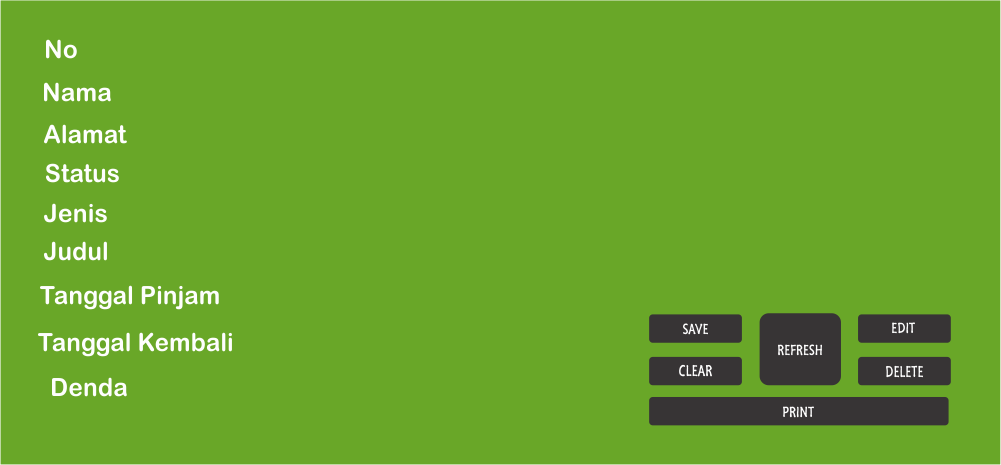 No
Nama
Alamat
Status
Jenis
Judul
Tanggal Pinjam
Tanggal Kembali
Denda
SAVE
REFRESH
EDIT
CLEAR
DELETE
PRINT